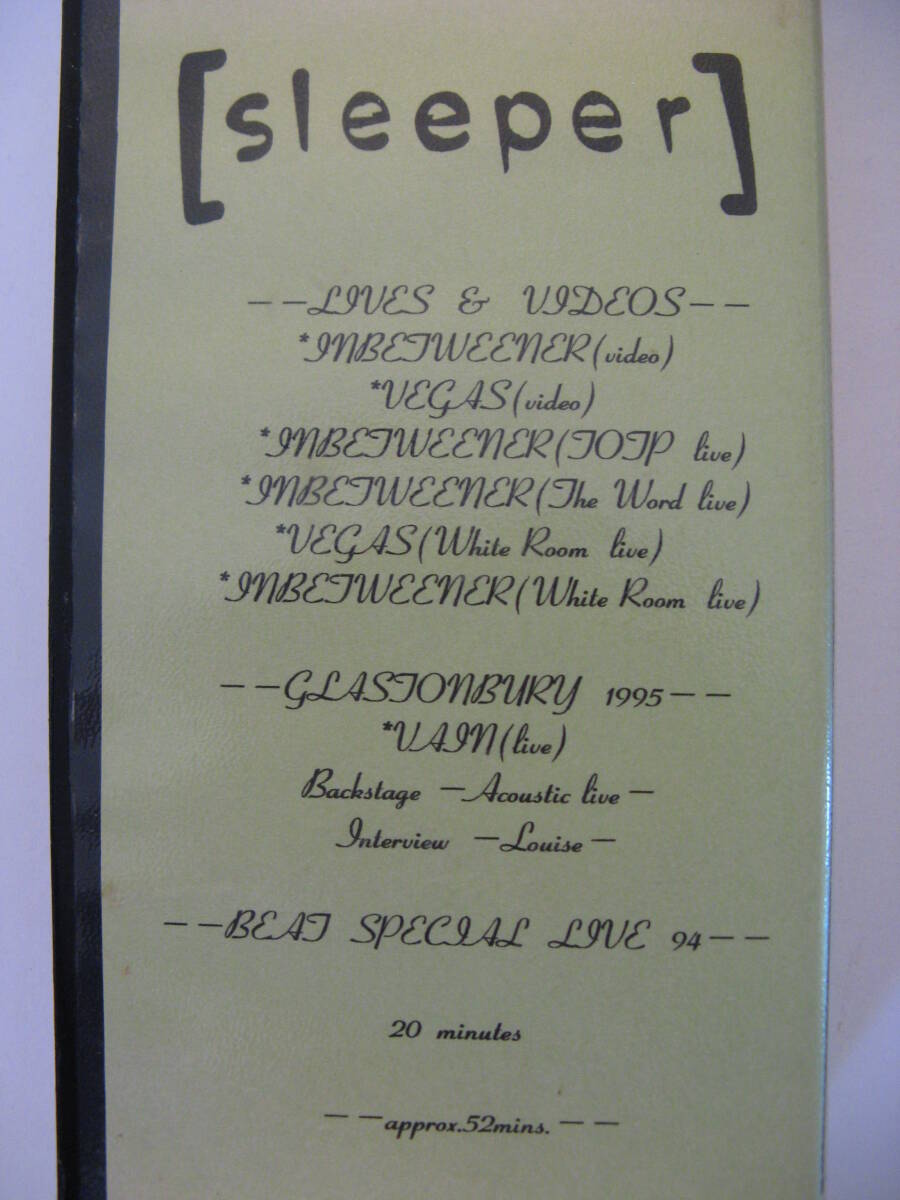 [sleeper]
--LIVES & VIDEOS--
*INBETWEENER(video)
*VEGAS(video)
*INBETWEENER(TOTP live)
*INBETWEENER(The Word live)
*VEGAS(White Room live)
*INBETWEENER(White Room live)
--GLASTONBURY 1995--
*VAIN(live)
Backstage -Acoustic live-
Interview -Louise-
--BEAT SPECIAL LIVE 94--
20 minutes
--approx.52mins.--